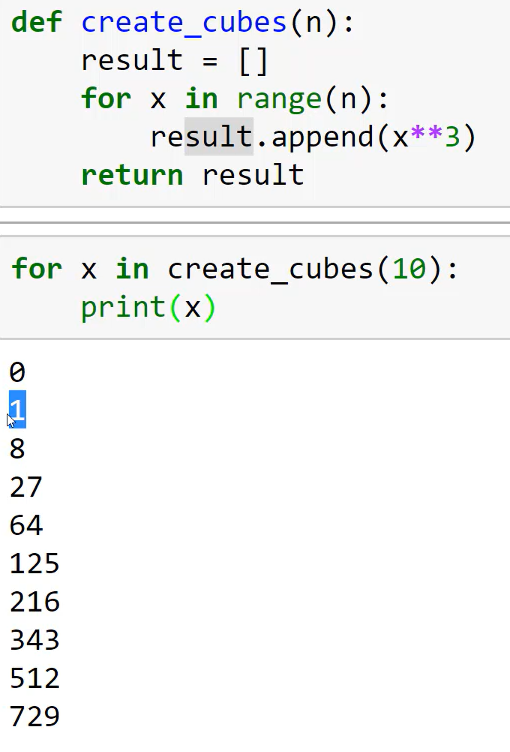 def create_cubes(n):
    result = []
    for x in range(n):
        result.append(x**3)
    return result
for x in create_cubes(10):
    print(x)
0
1
8
27
64
125
216
343
512
729